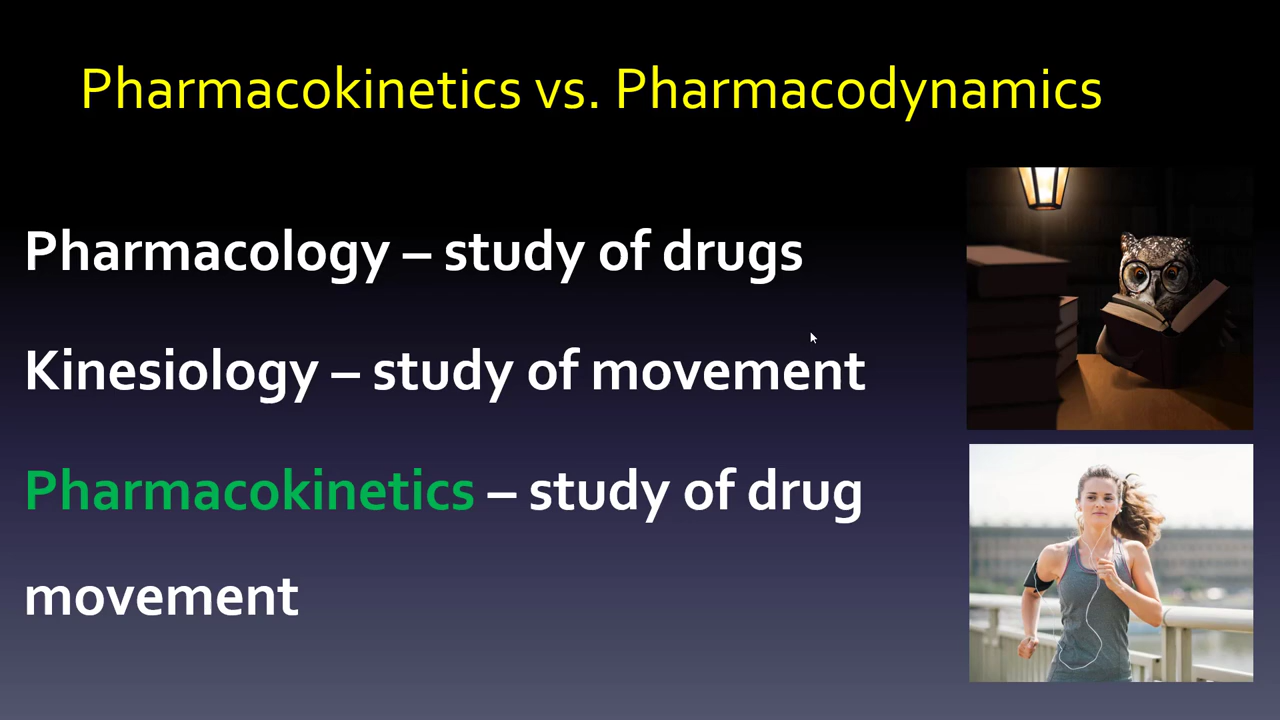 Pharmacokinetics vs. Pharmacodynamics
Pharmacology – study of drugs
Kinesiology – study of movement
Pharmacokinetics – study of drug
movement